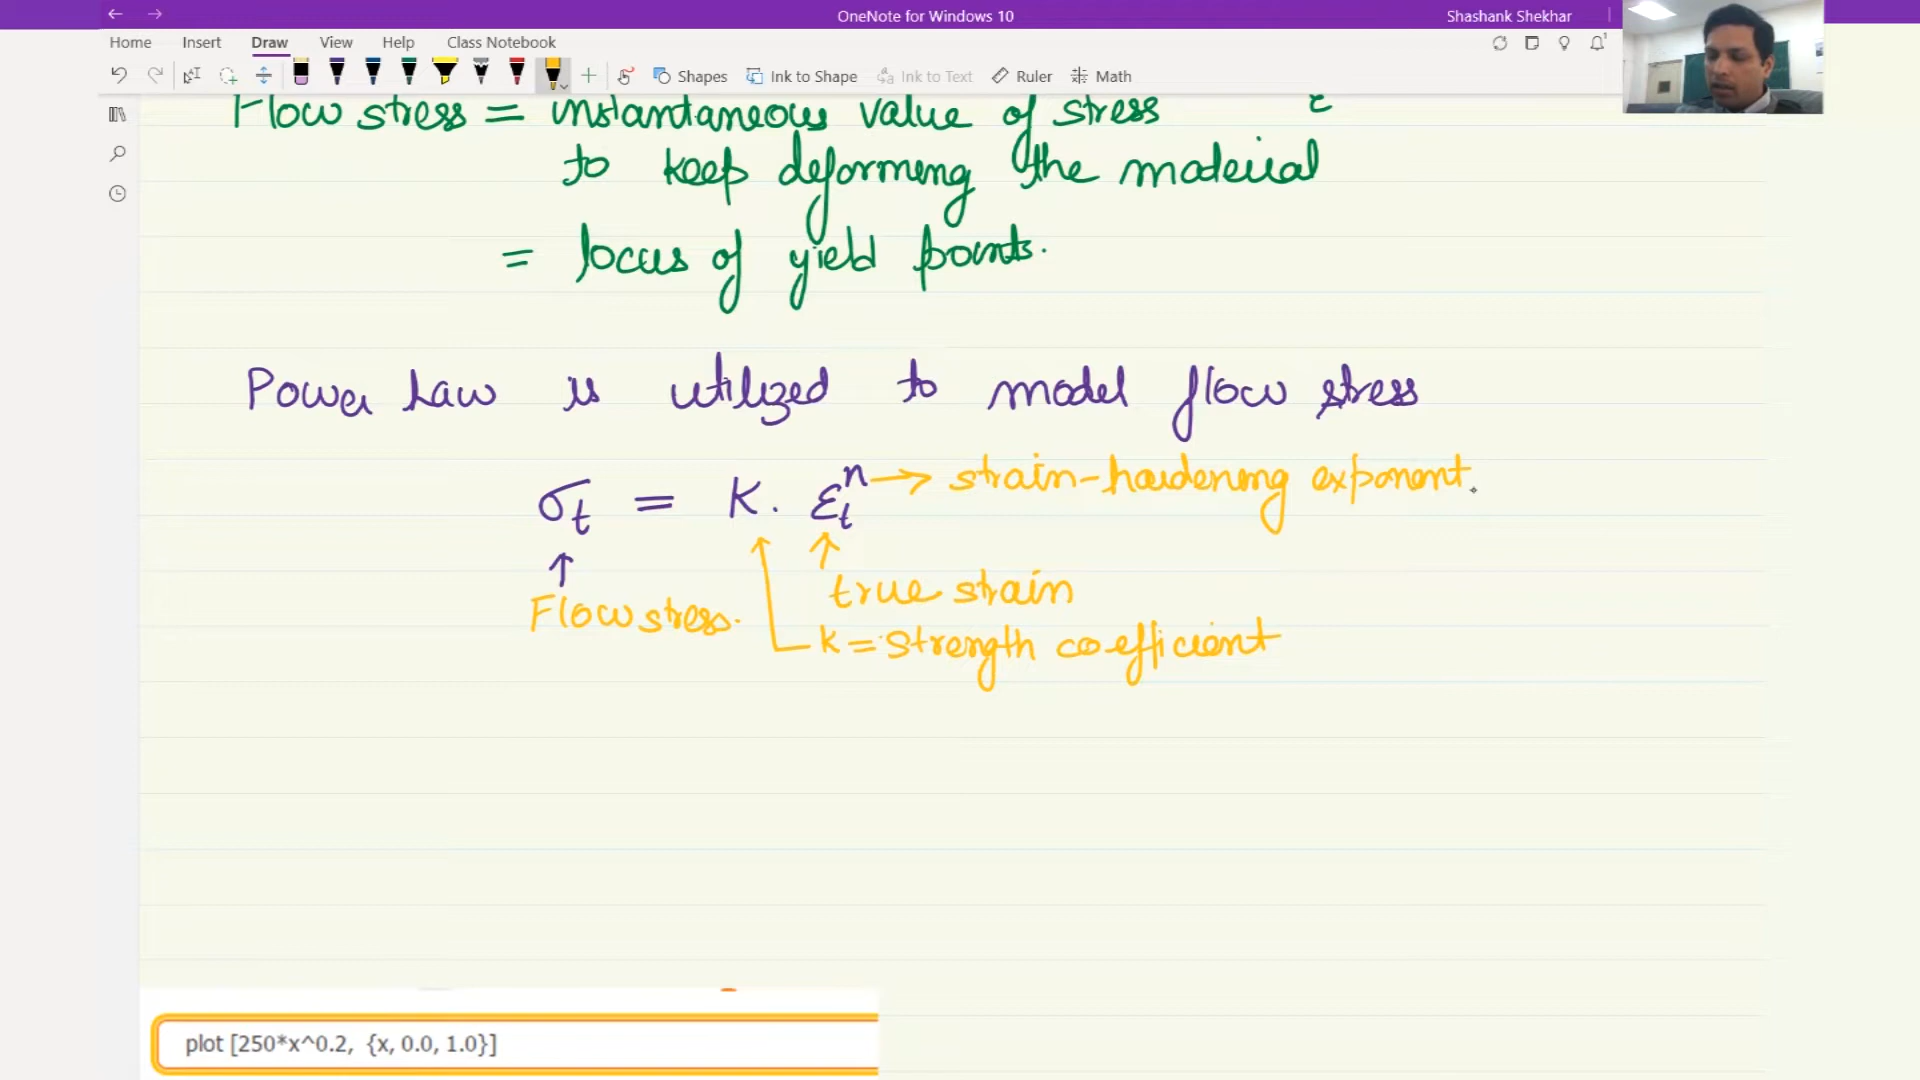 OneNote for Windows 10
Shashank Shekhar
Home Insert Draw View Help Class Notebook
Shapes Ink to Shape Ink to Text Ruler Math
Flow stress = instantaneous value of stress
to keep deforming the material
= locus of yield points.
Power Law is utilized to model flow stress
σt = K. εt^n → strain-hardening exponent.
↑ ↑ ↑
true strain
Flow stress.
k = strength coefficient
plot [250*x^0.2, {x, 0.0, 1.0}]